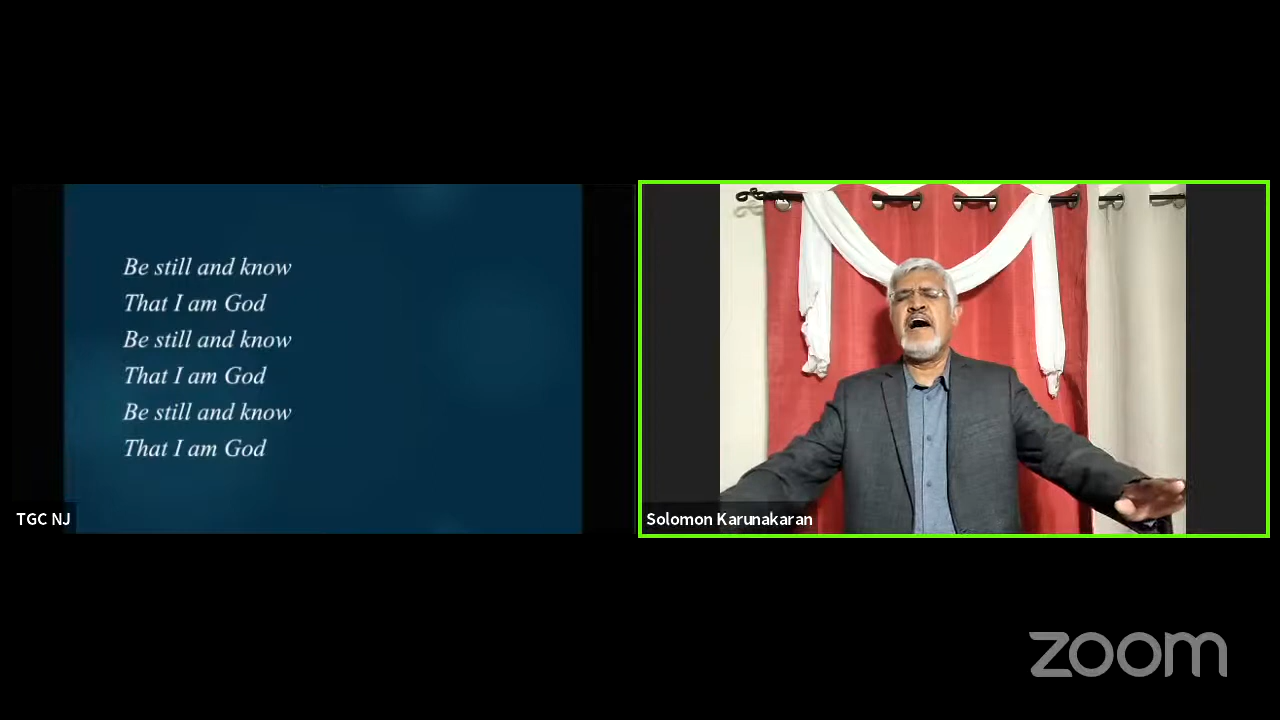 Be still and know
That I am God
Be still and know
That I am God
Be still and know
That I am God
TGC NJ
Solomon Karunakaran
zoom